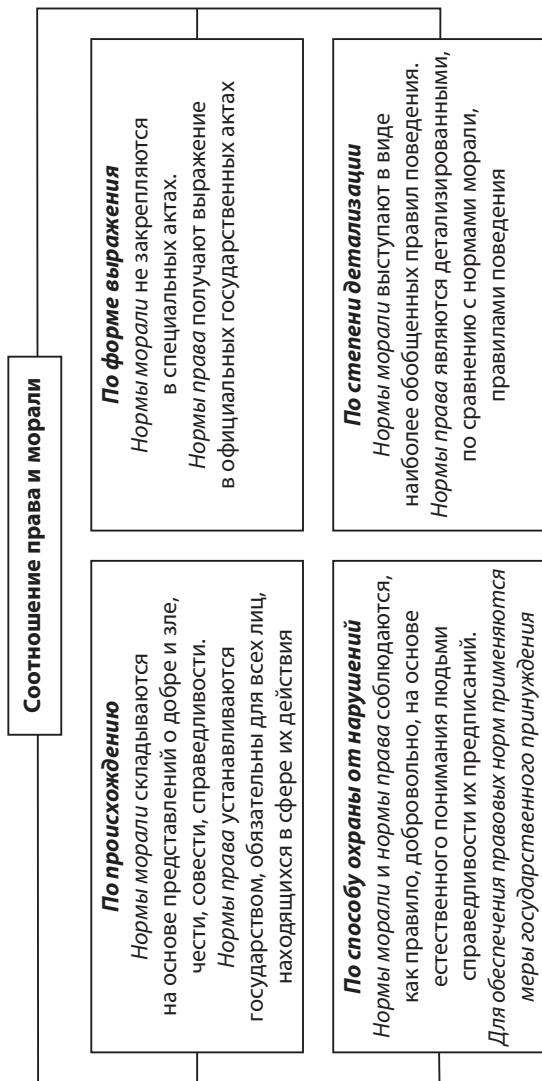 Соотношение права и морали
По происхождению
Нормы морали складываются
на основе представлений о добре и зле,
чести, совести, справедливости.
Нормы права устанавливаются
государством, обязательны для всех лиц,
находящихся в сфере их действия
По форме выражения
Нормы морали не закрепляются
в специальных актах.
Нормы права получают выражение
в официальных государственных актах
По способу охраны от нарушений
Нормы морали и нормы права соблюдаются,
как правило, добровольно, на основе
естественного понимания людьми
справедливости их предписаний.
Для обеспечения правовых норм применяются
меры государственного принуждения
По степени детализации
Нормы морали выступают в виде
наиболее обобщенных правил поведения.
Нормы права являются детализированными,
по сравнению с нормами морали,
правилами поведения